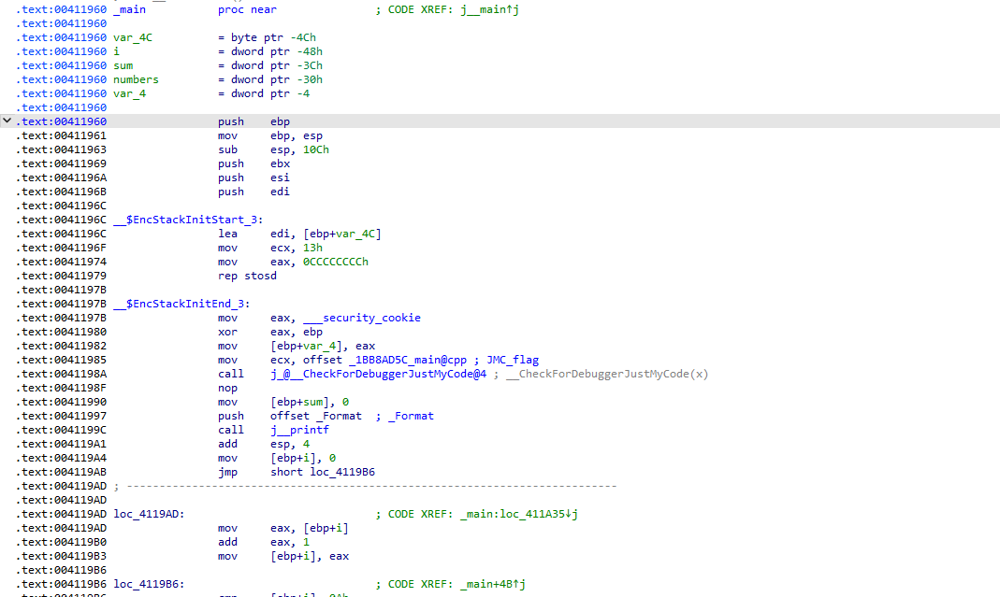 .text:00411960 _main proc near ; CODE XREF: j__main↑j
.text:00411960
.text:00411960 var_4C = byte ptr -4Ch
.text:00411960 i = dword ptr -48h
.text:00411960 sum = dword ptr -3Ch
.text:00411960 numbers = dword ptr -30h
.text:00411960 var_4 = dword ptr -4
.text:00411960
.text:00411960 push ebp
.text:00411961 mov ebp, esp
.text:00411963 sub esp, 10Ch
.text:00411969 push ebx
.text:0041196A push esi
.text:0041196B push edi
.text:0041196C
.text:0041196C __$EncStackInitStart_3:
.text:0041196C lea edi, [ebp+var_4C]
.text:0041196F mov ecx, 13h
.text:00411974 mov eax, 0CCCCCCCCh
.text:00411979 rep stosd
.text:0041197B
.text:0041197B __$EncStackInitEnd_3:
.text:0041197B mov eax, ___security_cookie
.text:00411980 xor eax, ebp
.text:00411982 mov [ebp+var_4], eax
.text:00411985 mov ecx, offset _1BB8AD5C_main@cpp ; JMC_flag
.text:0041198A call j_@__CheckForDebuggerJustMyCode@4 ; __CheckForDebuggerJustMyCode(x)
.text:0041198F nop
.text:00411990 mov [ebp+sum], 0
.text:00411997 push offset _Format ; _Format
.text:0041199C call j__printf
.text:004119A1 add esp, 4
.text:004119A4 mov [ebp+i], 0
.text:004119AB jmp short loc_4119B6
.text:004119AD ; ---------------------------------------------------------------------------
.text:004119AD
.text:004119AD loc_4119AD: ; CODE XREF: _main:loc_411A35↓j
.text:004119AD mov eax, [ebp+i]
.text:004119B0 add eax, 1
.text:004119B3 mov [ebp+i], eax
.text:004119B6
.text:004119B6 loc_4119B6: ; CODE XREF: _main+4B↑j